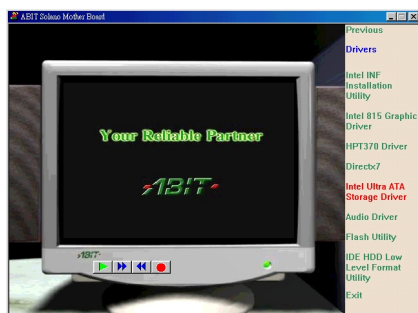 ABIT Soleno Mother Board
Your Reliable Partner
ABIT
ABIT
Previous
Drivers
Intel INF
Installation
Utility
Intel 815 Graphic
Driver
HPT370 Driver
Directx7
Intel Ultra ATA
Storage Driver
Audio Driver
Flash Utility
IDE HDD Low
Level Format
Utility
Exit